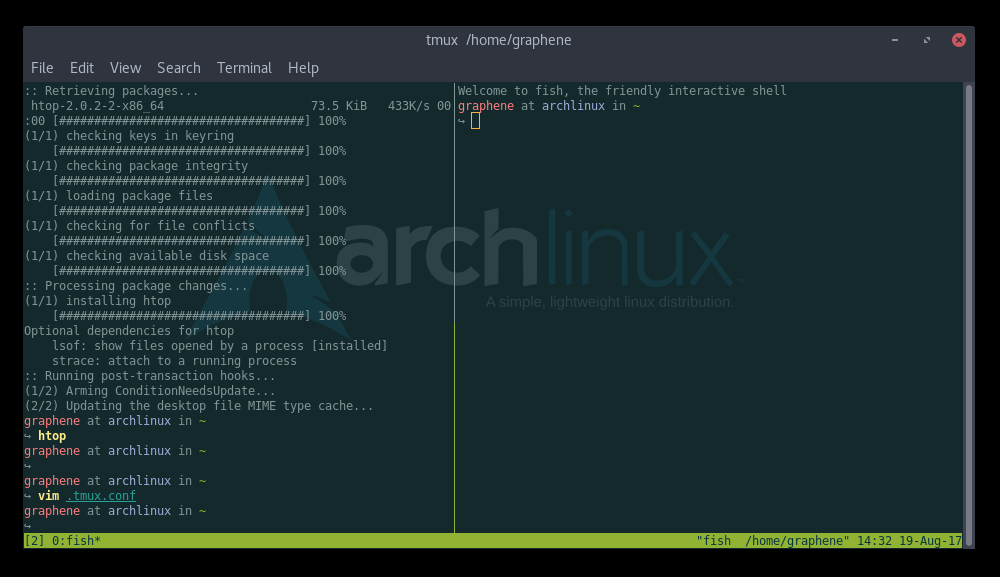 tmux  /home/graphene
File Edit View Search Terminal Help
:: Retrieving packages...
 htop-2.0.2-2-x86_64                     73.5 KiB   433K/s 00
:00 [###################################] 100%
(1/1) checking keys in keyring
    [###################################] 100%
(1/1) checking package integrity
    [###################################] 100%
(1/1) loading package files
    [###################################] 100%
(1/1) checking for file conflicts
    [###################################] 100%
(1/1) checking available disk space
    [###################################] 100%
:: Processing package changes...
(1/1) installing htop
    [###################################] 100%
Optional dependencies for htop
    lsof: show files opened by a process [installed]
    strace: attach to a running process
:: Running post-transaction hooks...
(1/2) Arming ConditionNeedsUpdate...
(2/2) Updating the desktop file MIME type cache...
graphene at archlinux in ~
↪ htop
graphene at archlinux in ~
↪
graphene at archlinux in ~
↪ vim .tmux.conf
graphene at archlinux in ~
↪
Welcome to fish, the friendly interactive shell
graphene at archlinux in ~
↪
archlinux
A simple, lightweight linux distribution.
[2] 0:fish* "fish  /home/graphene" 14:32 19-Aug-17